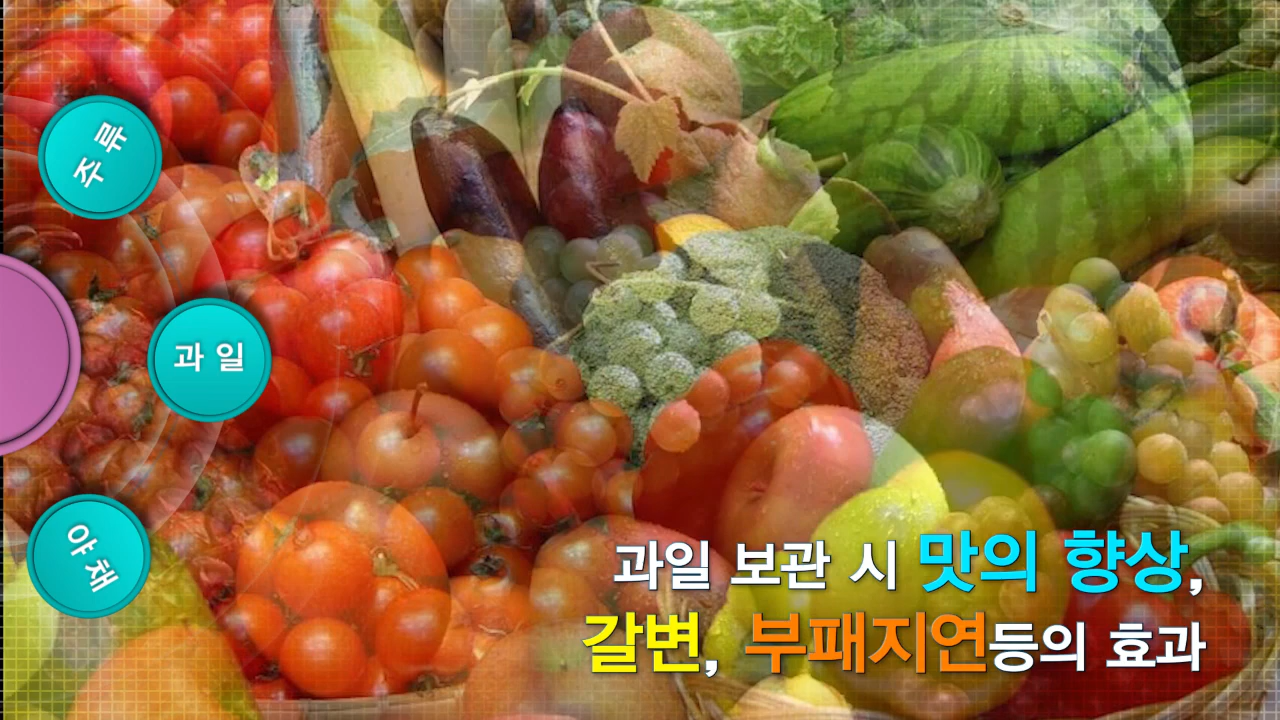 주류
과일
야채
과일 보관 시 맛의 향상,
갈변, 부패지연등의 효과